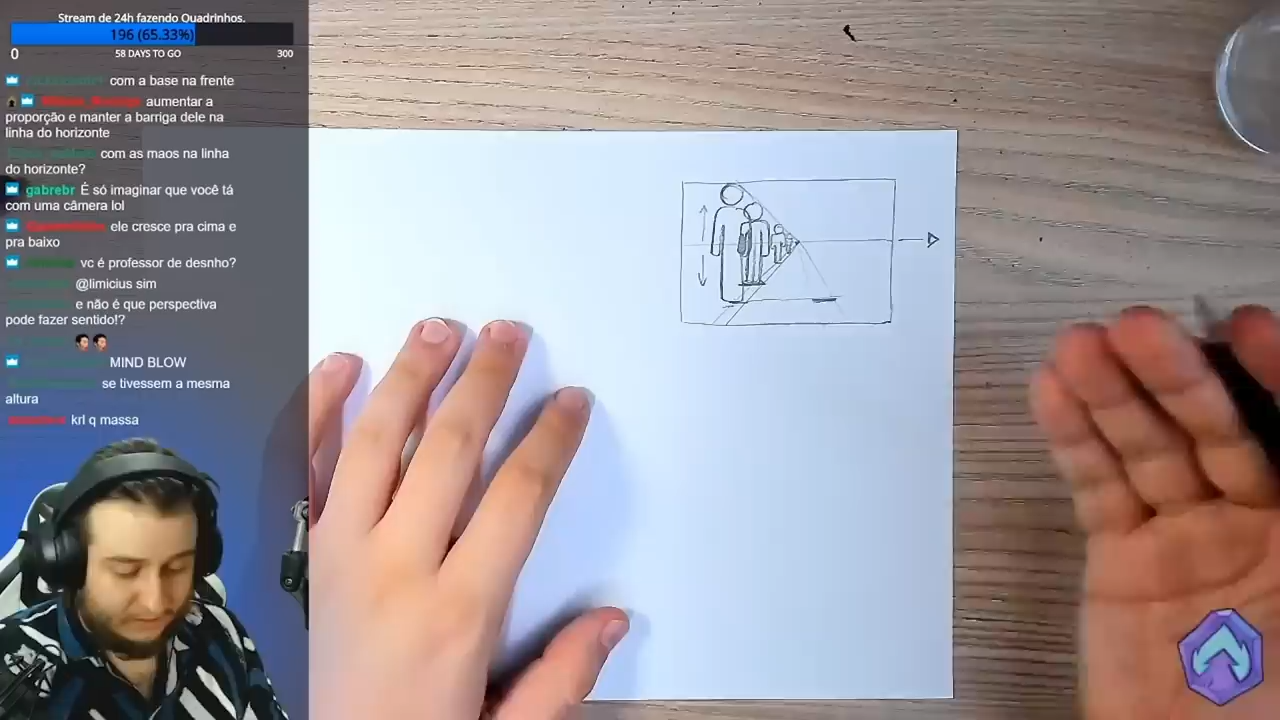 Stream de 24h fazendo Quadrinhos.
196 (65.33%)
0 58 DAYS TO GO 300
com a base na frente
aumentar a
proporção e manter a barriga dele na
linha do horizonte
com as maos na linha
do horizonte?
gabrebr É só imaginar que você tá
com uma câmera lol
ele cresce pra cima e
pra baixo
vc é professor de desnho?
@limicius sim
e não é que perspectiva
pode fazer sentido!?
MIND BLOW
se tivessem a mesma
altura
krl q massa